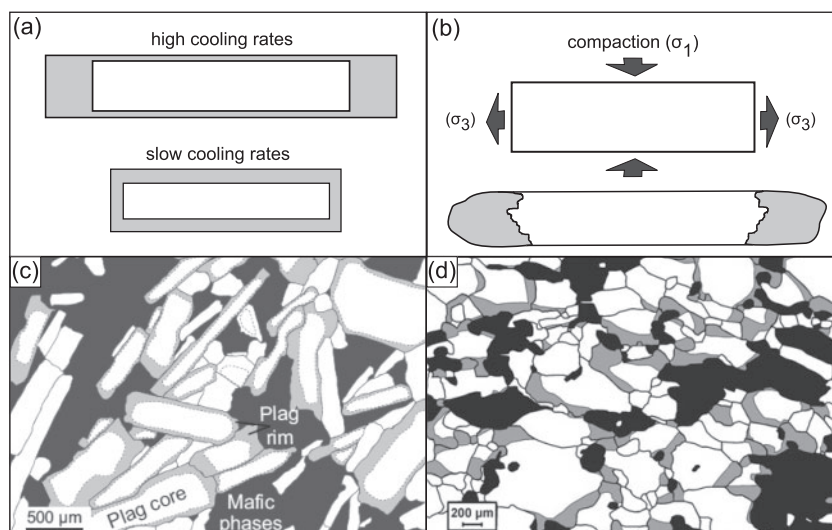 (a)
high cooling rates
slow cooling rates
(b)
compaction (σ1)
(σ3)
(σ3)
(c)
Plag
rim
Plag core
Mafic
phases
500 µm
(d)
200 µm